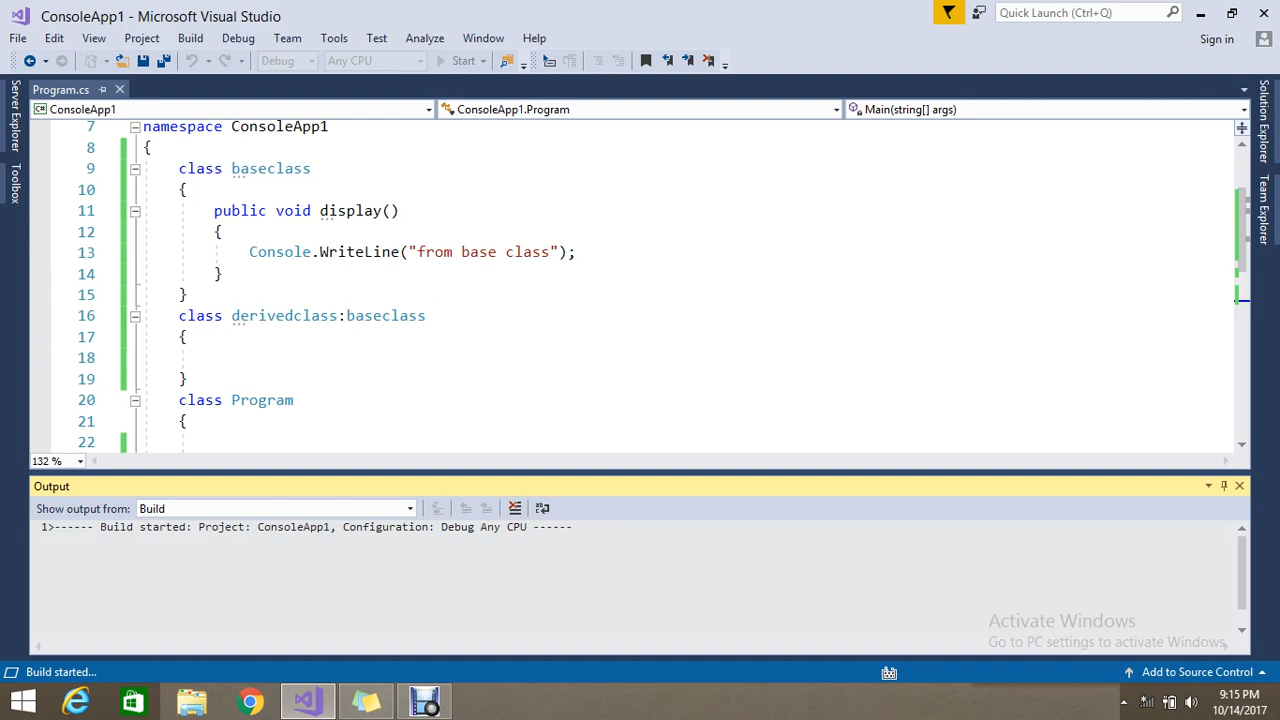 ConsoleApp1 - Microsoft Visual Studio
Quick Launch (Ctrl+Q)
File Edit View Project Build Debug Team Tools Test Analyze Window Help
Sign in
Debug Any CPU Start
Program.cs
ConsoleApp1 ConsoleApp1.Program Main(string[] args)
Server Explorer
Toolbox
Solution Explorer
Team Explorer
7 namespace ConsoleApp1
8 {
9 class baseclass
10 {
11 public void display()
12 {
13 Console.WriteLine("from base class");
14 }
15 }
16 class derivedclass:baseclass
17 {
18
19 }
20 class Program
21 {
22
132 %
Output
Show output from: Build
1>------ Build started: Project: ConsoleApp1, Configuration: Debug Any CPU ------
Activate Windows
Go to PC settings to activate Windows.
Build started...
Add to Source Control
9:15 PM
10/14/2017